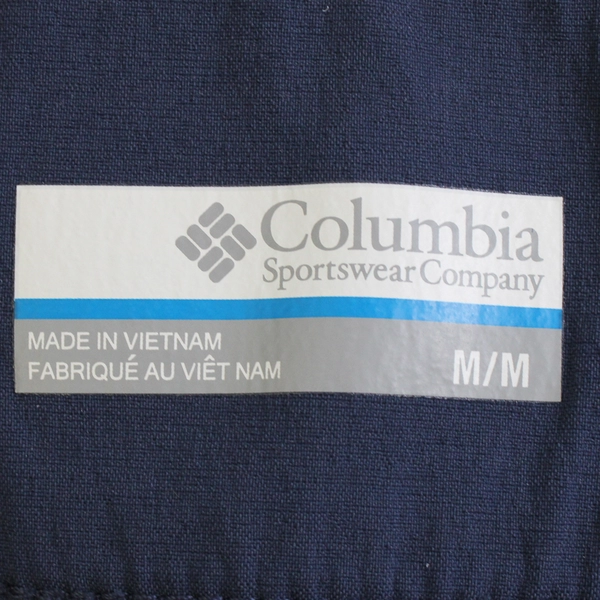 Columbia
Sportswear Company
MADE IN VIETNAM
FABRIQUÉ AU VIÊT NAM
M/M